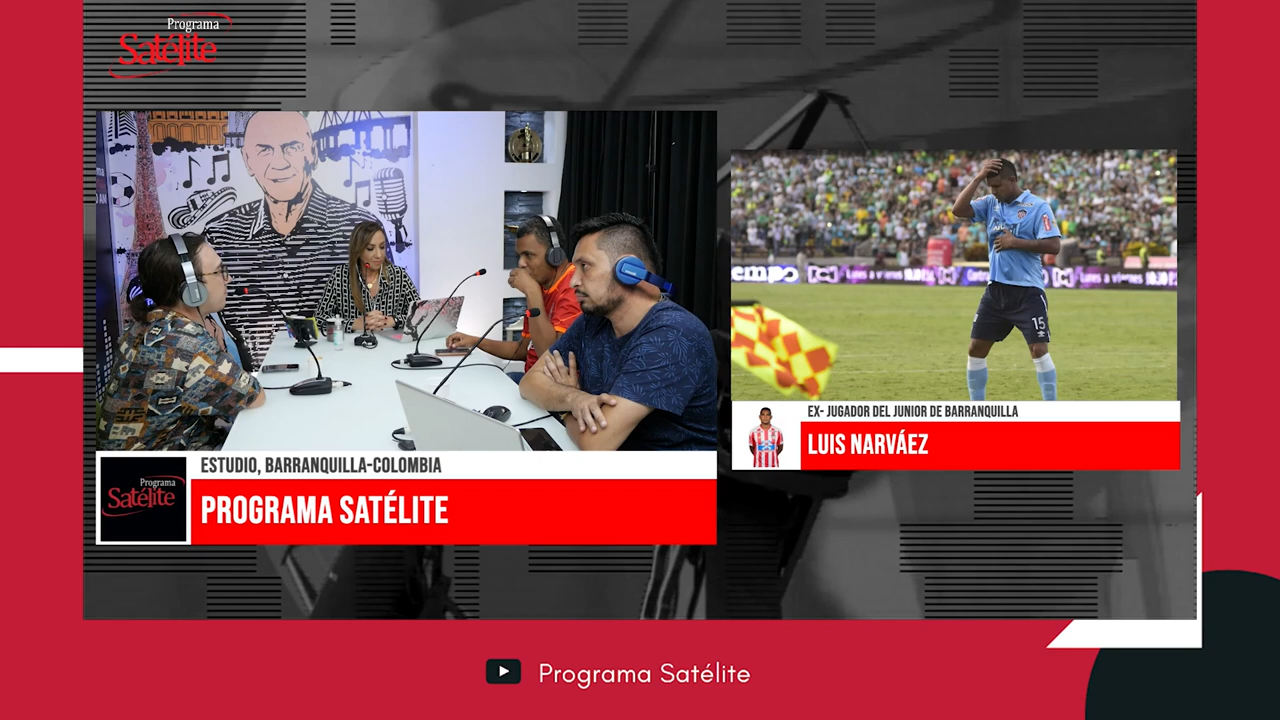 Programa
Satélite
ESTUDIO, BARRANQUILLA-COLOMBIA
Programa
Satélite
PROGRAMA SATÉLITE
15
EX- JUGADOR DEL JUNIOR DE BARRANQUILLA
LUIS NARVÁEZ
Programa Satélite